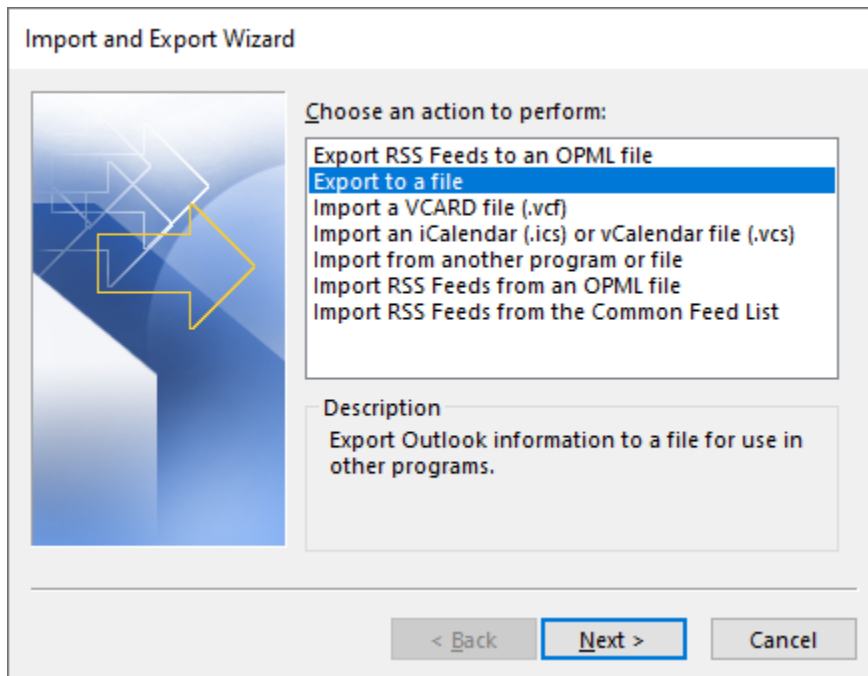 Import and Export Wizard
Choose an action to perform:
Export RSS Feeds to an OPML file
Export to a file
Import a VCARD file (.vcf)
Import an iCalendar (.ics) or vCalendar file (.vcs)
Import from another program or file
Import RSS Feeds from an OPML file
Import RSS Feeds from the Common Feed List
Description
Export Outlook information to a file for use in
other programs.
< Back
Next >
Cancel